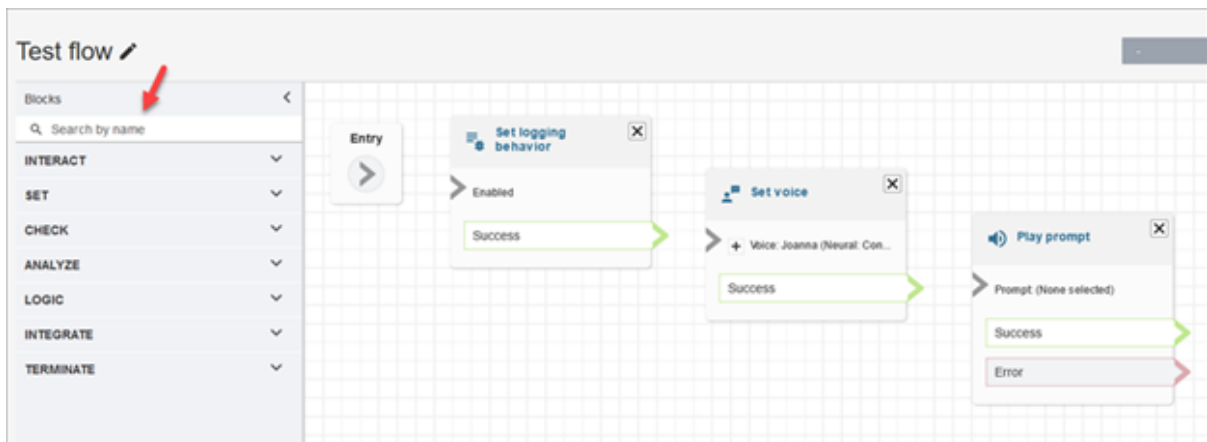 Test flow
Blocks
Search by name
INTERACT
SET
CHECK
ANALYZE
LOGIC
INTEGRATE
TERMINATE
Entry
Set logging
behavior
Enabled
Success
Set voice
Voice: Joanna (Neural: Con...
Success
Play prompt
Prompt: (None selected)
Success
Error